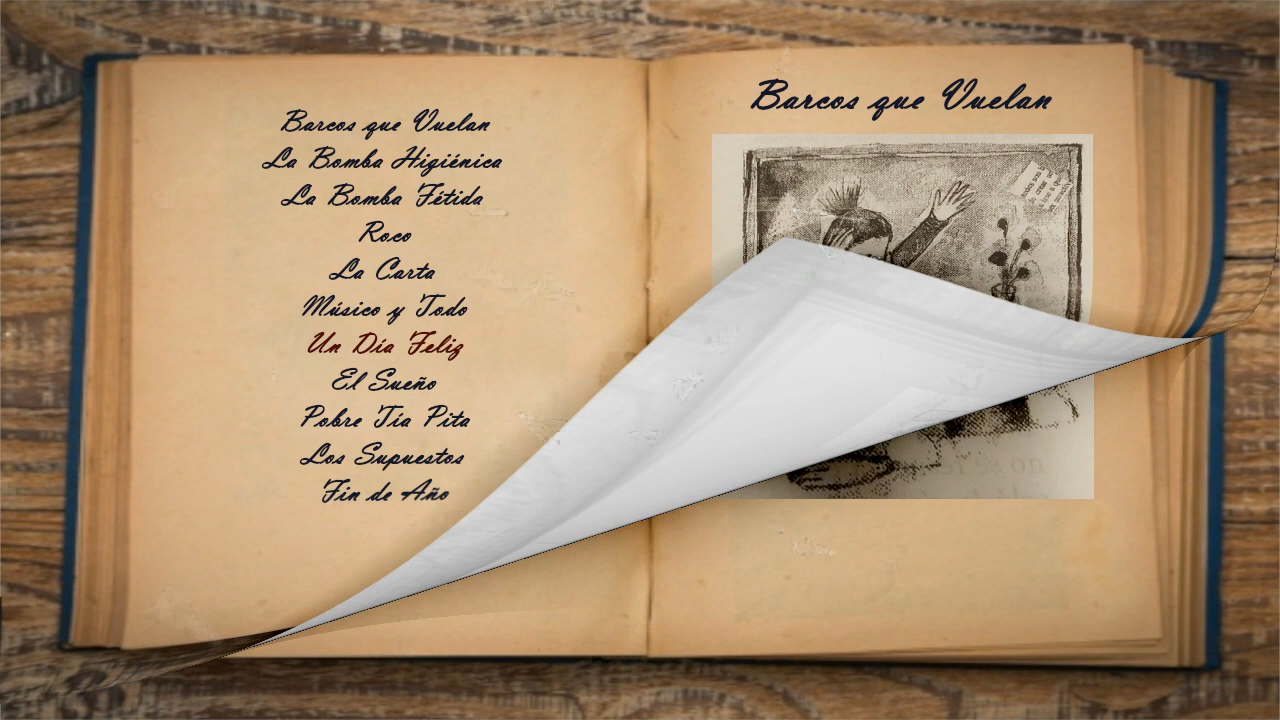 Barcos que Vuelan
La Bomba Higiénica
La Bomba Fétida
Roco
La Carta
Músico y Todo
Un Día Feliz
El Sueño
Pobre Tía Pita
Los Supuestos
Fin de Año
Barcos que Vuelan